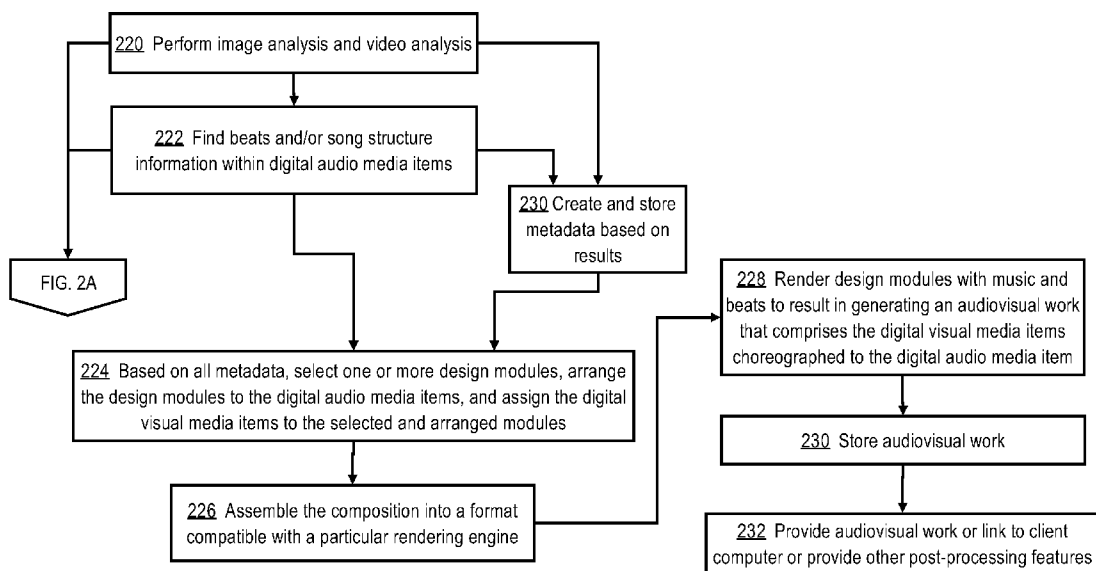 220 Perform image analysis and video analysis
222 Find beats and/or song structure
information within digital audio media items
230 Create and store
metadata based on
results
FIG. 2A
228 Render design modules with music and
beats to result in generating an audiovisual work
that comprises the digital visual media items
choreographed to the digital audio media item
224 Based on all metadata, select one or more design modules, arrange
the design modules to the digital audio media items, and assign the digital
visual media items to the selected and arranged modules
230 Store audiovisual work
226 Assemble the composition into a format
compatible with a particular rendering engine
232 Provide audiovisual work or link to client
computer or provide other post-processing features